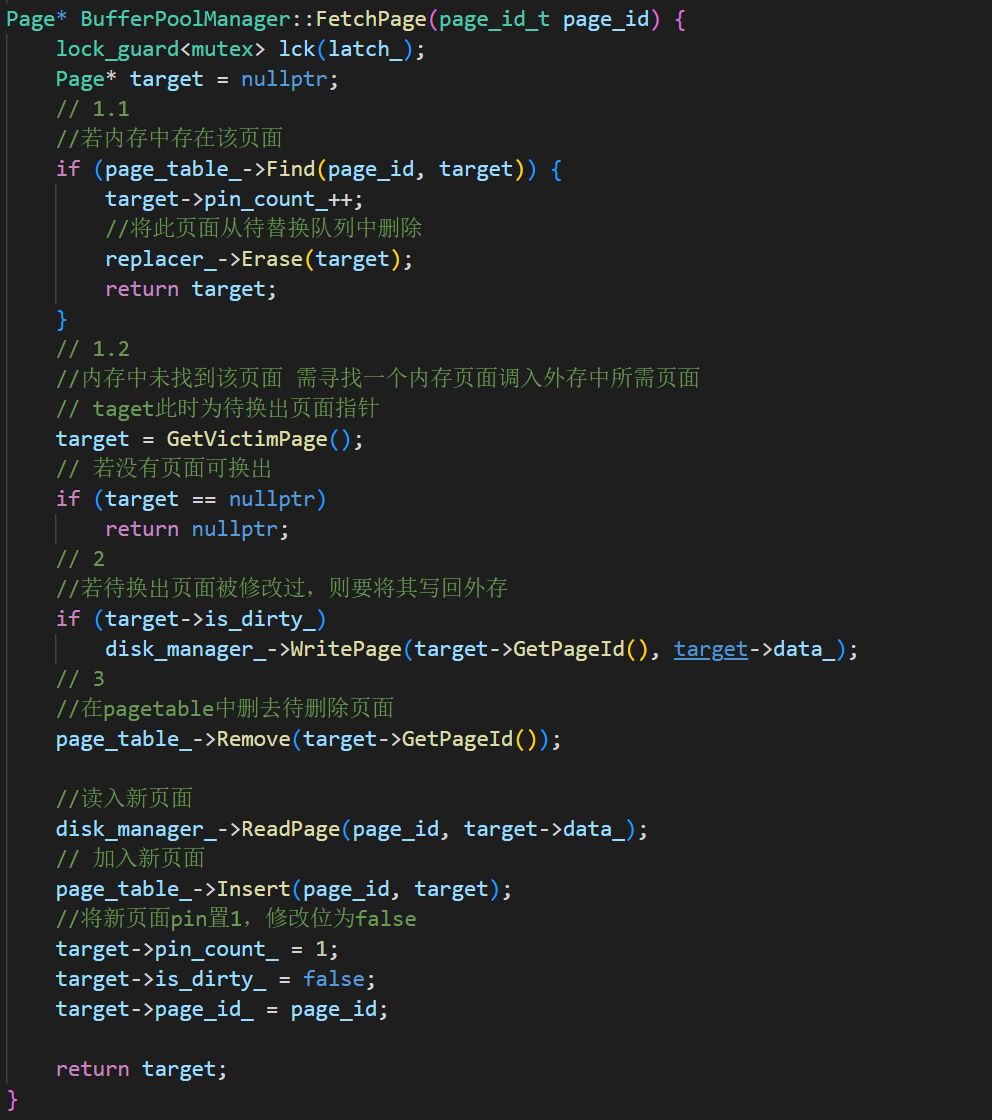 Page* BufferPoolManager::FetchPage(page_id_t page_id) {
    lock_guard<mutex> lck(latch_);
    Page* target = nullptr;
    // 1.1
    //若内存中存在该页面
    if (page_table_->Find(page_id, target)) {
        target->pin_count_++;
        //将此页面从待替换队列中删除
        replacer_->Erase(target);
        return target;
    }
    // 1.2
    //内存中未找到该页面 需寻找一个内存页面调入外存中所需页面
    // taget此时为待换出页面指针
    target = GetVictimPage();
    // 若没有页面可换出
    if (target == nullptr)
        return nullptr;
    // 2
    //若待换出页面被修改过，则要将其写回外存
    if (target->is_dirty_)
        disk_manager_->WritePage(target->GetPageId(), target->data_);
    // 3
    //在pagetable中删去待删除页面
    page_table_->Remove(target->GetPageId());

    //读入新页面
    disk_manager_->ReadPage(page_id, target->data_);
    // 加入新页面
    page_table_->Insert(page_id, target);
    //将新页面pin置1，修改位为false
    target->pin_count_ = 1;
    target->is_dirty_ = false;
    target->page_id_ = page_id;

    return target;
}